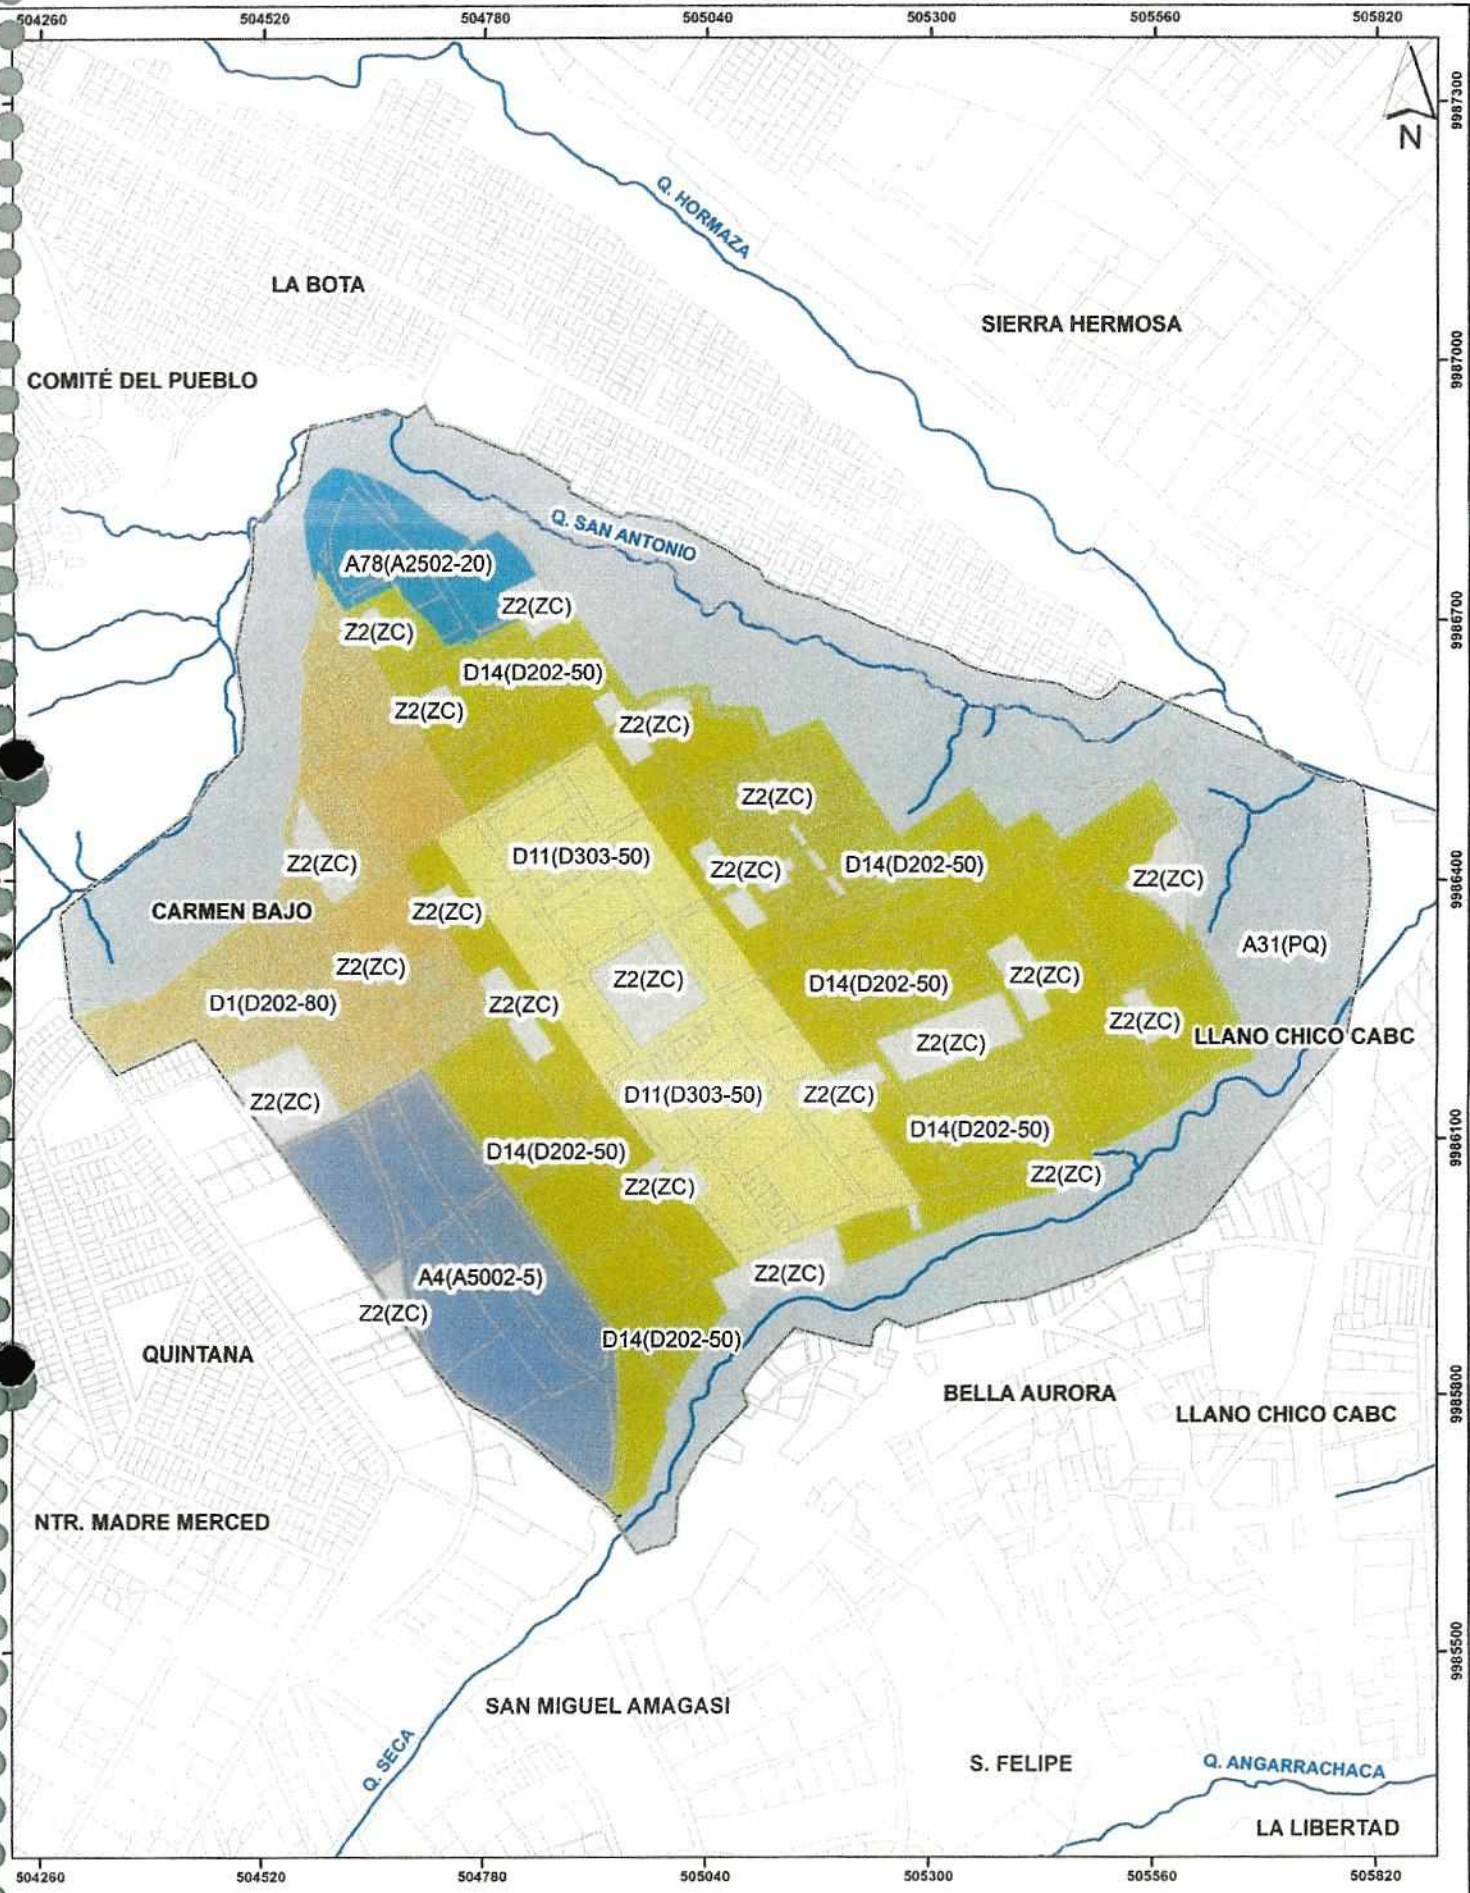 504260 504520 504780 505040 505300 505560 505820
9987300
N
Q. HORMAZA
LA BOTA
SIERRA HERMOSA
9987000
COMITÉ DEL PUEBLO
Q. SAN ANTONIO
A78(A2502-20)
Z2(ZC)
Z2(ZC)
9986700
D14(D202-50)
Z2(ZC)
Z2(ZC)
Z2(ZC)
D11(D303-50)
Z2(ZC)
Z2(ZC)
D14(D202-50)
Z2(ZC)
9986400
CARMEN BAJO
Z2(ZC)
A31(PQ)
Z2(ZC)
Z2(ZC)
Z2(ZC)
D14(D202-50)
D1(D202-80)
Z2(ZC)
Z2(ZC)
LLANO CHICO CABC
Z2(ZC)
Z2(ZC)
D11(D303-50)
Z2(ZC)
D14(D202-50)
9986100
D14(D202-50)
Z2(ZC)
Z2(ZC)
A4(A5002-5)
Z2(ZC)
Z2(ZC)
D14(D202-50)
QUINTANA
BELLA AURORA
9985800
LLANO CHICO CABC
NTR. MADRE MERCED
9985500
SAN MIGUEL AMAGASI
Q. SECA
S. FELIPE
Q. ANGARRACHACA
LA LIBERTAD
504260 504520 504780 505040 505300 505560 505820